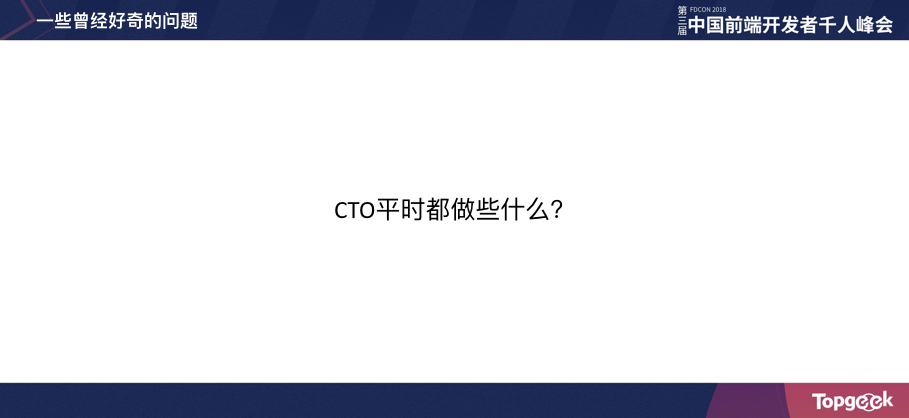 一些曾经好奇的问题
第三届
FDCON 2018
中国前端开发者千人峰会
CTO平时都做些什么？
Topgeek